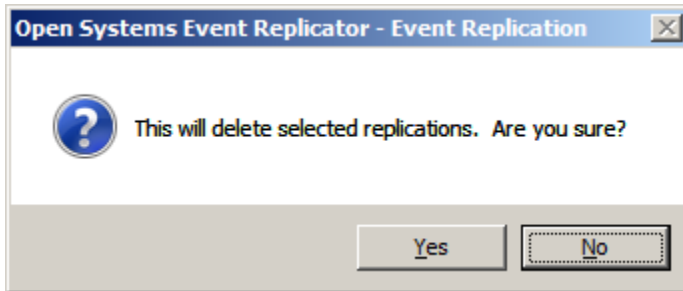 Open Systems Event Replicator - Event Replication
This will delete selected replications.  Are you sure?
Yes
No